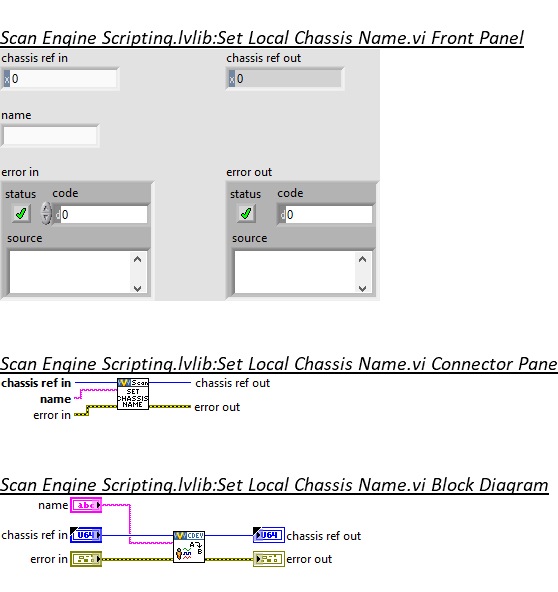 Scan Engine Scripting.lvlib:Set Local Chassis Name.vi Front Panel
chassis ref in
chassis ref out
x 0
x 0
name
error in
error out
status code
status code
d 0
d 0
source
source
Scan Engine Scripting.lvlib:Set Local Chassis Name.vi Connector Pane
chassis ref in
chassis ref out
name
error in
error out
Scan
SET
CHASSIS
NAME
Scan Engine Scripting.lvlib:Set Local Chassis Name.vi Block Diagram
name
abc
chassis ref in
U64
CDEV
A
B
U64
chassis ref out
error in
error out